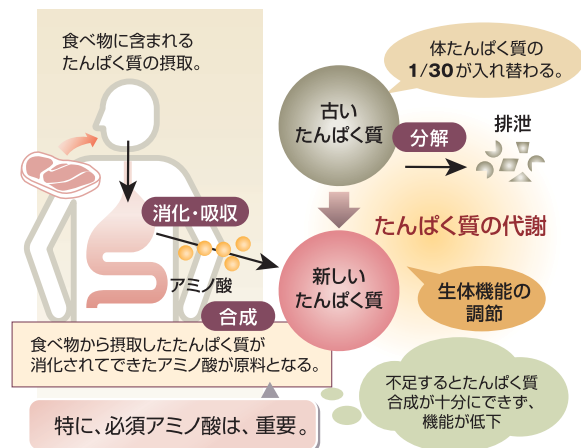 食べ物に含まれる
たんぱく質の摂取。
体たんぱく質の
1/30が入れ替わる。
古い
たんぱく質
分解
排泄
消化・吸収
たんぱく質の代謝
アミノ酸
新しい
たんぱく質
生体機能の
調節
合成
食べ物から摂取したたんぱく質が
消化されてできたアミノ酸が原料となる。
不足するとたんぱく質
合成が十分にできず、
機能が低下
特に、必須アミノ酸は、重要。